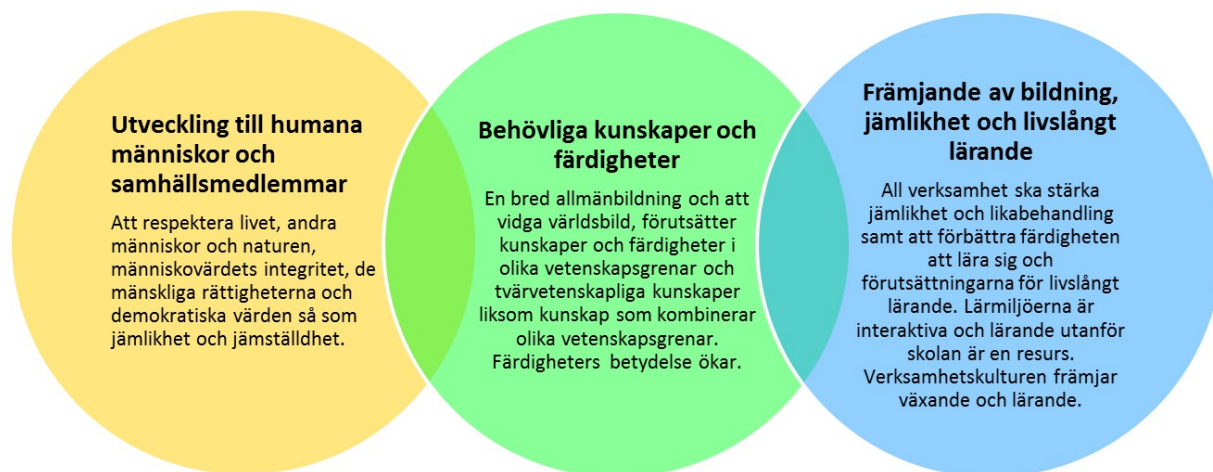 Utveckling till humana
människor och
samhällsmedlemmar
Att respektera livet, andra
människor och naturen,
människovärdets integritet, de
mänskliga rättigheterna och
demokratiska värden så som
jämlikhet och jämställdhet.
Behövliga kunskaper och
färdigheter
En bred allmänbildning och att
vidga världsbild, förutsätter
kunskaper och färdigheter i
olika vetenskapsgrenar och
tvärvetenskapliga kunskaper
liksom kunskap som kombinerar
olika vetenskapsgrenar.
Färdigheters betydelse ökar.
Främjande av bildning,
jämlikhet och livslångt
lärande
All verksamhet ska stärka
jämlikhet och likabehandling
samt att förbättra färdigheten
att lära sig och
förutsättningarna för livslångt
lärande. Lärmiljöerna är
interaktiva och lärande utanför
skolan är en resurs.
Verksamhetskulturen främjar
växande och lärande.